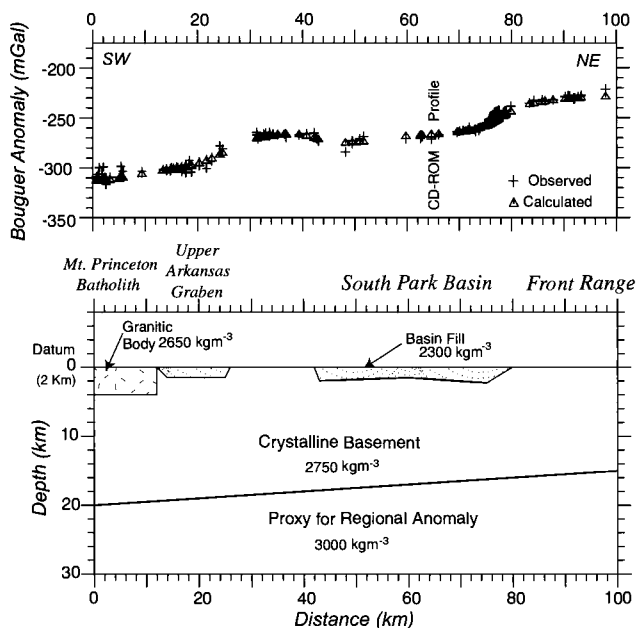 0 20 40 60 80 100
SW NE
Bouguer Anomaly (mGal)
-200
-250
-300
-350
CD-ROM Profile
+ Observed
Calculated
Mt. Princeton
Batholith
Upper
Arkansas
Graben
South Park Basin
Front Range
Granitic
Body 2650 kgm-3
Basin Fill
2300 kgm-3
Datum
(2 Km)
0
10
20
30
Depth (km)
Crystalline Basement
2750 kgm-3
Proxy for Regional Anomaly
3000 kgm-3
0 20 40 60 80 100
Distance (km)